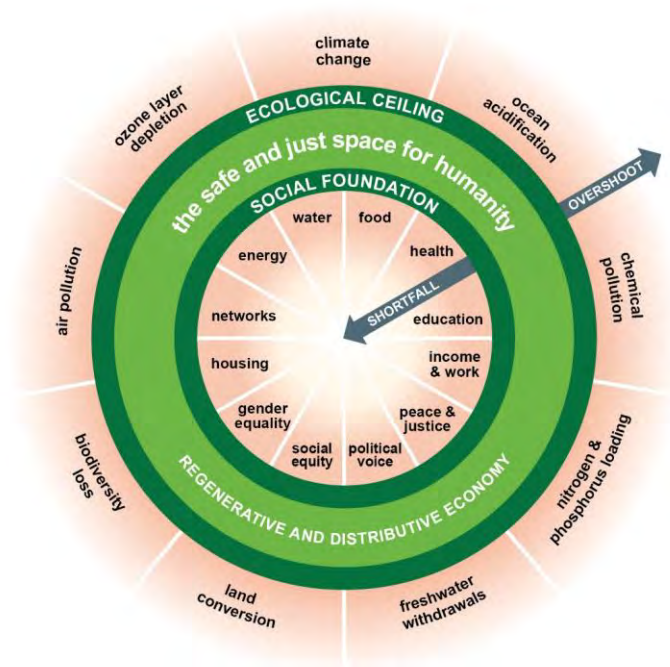 climate
change
ocean
acidification
chemical
pollution
nitrogen &
phosphorus loading
freshwater
withdrawals
land
conversion
biodiversity
loss
air pollution
ozone layer
depletion
ECOLOGICAL CEILING
the safe and just space for humanity
SOCIAL FOUNDATION
OVERSHOOT
SHORTFALL
water
food
health
education
income
& work
peace &
justice
political
voice
social
equity
gender
equality
housing
networks
energy
REGENERATIVE AND DISTRIBUTIVE ECONOMY